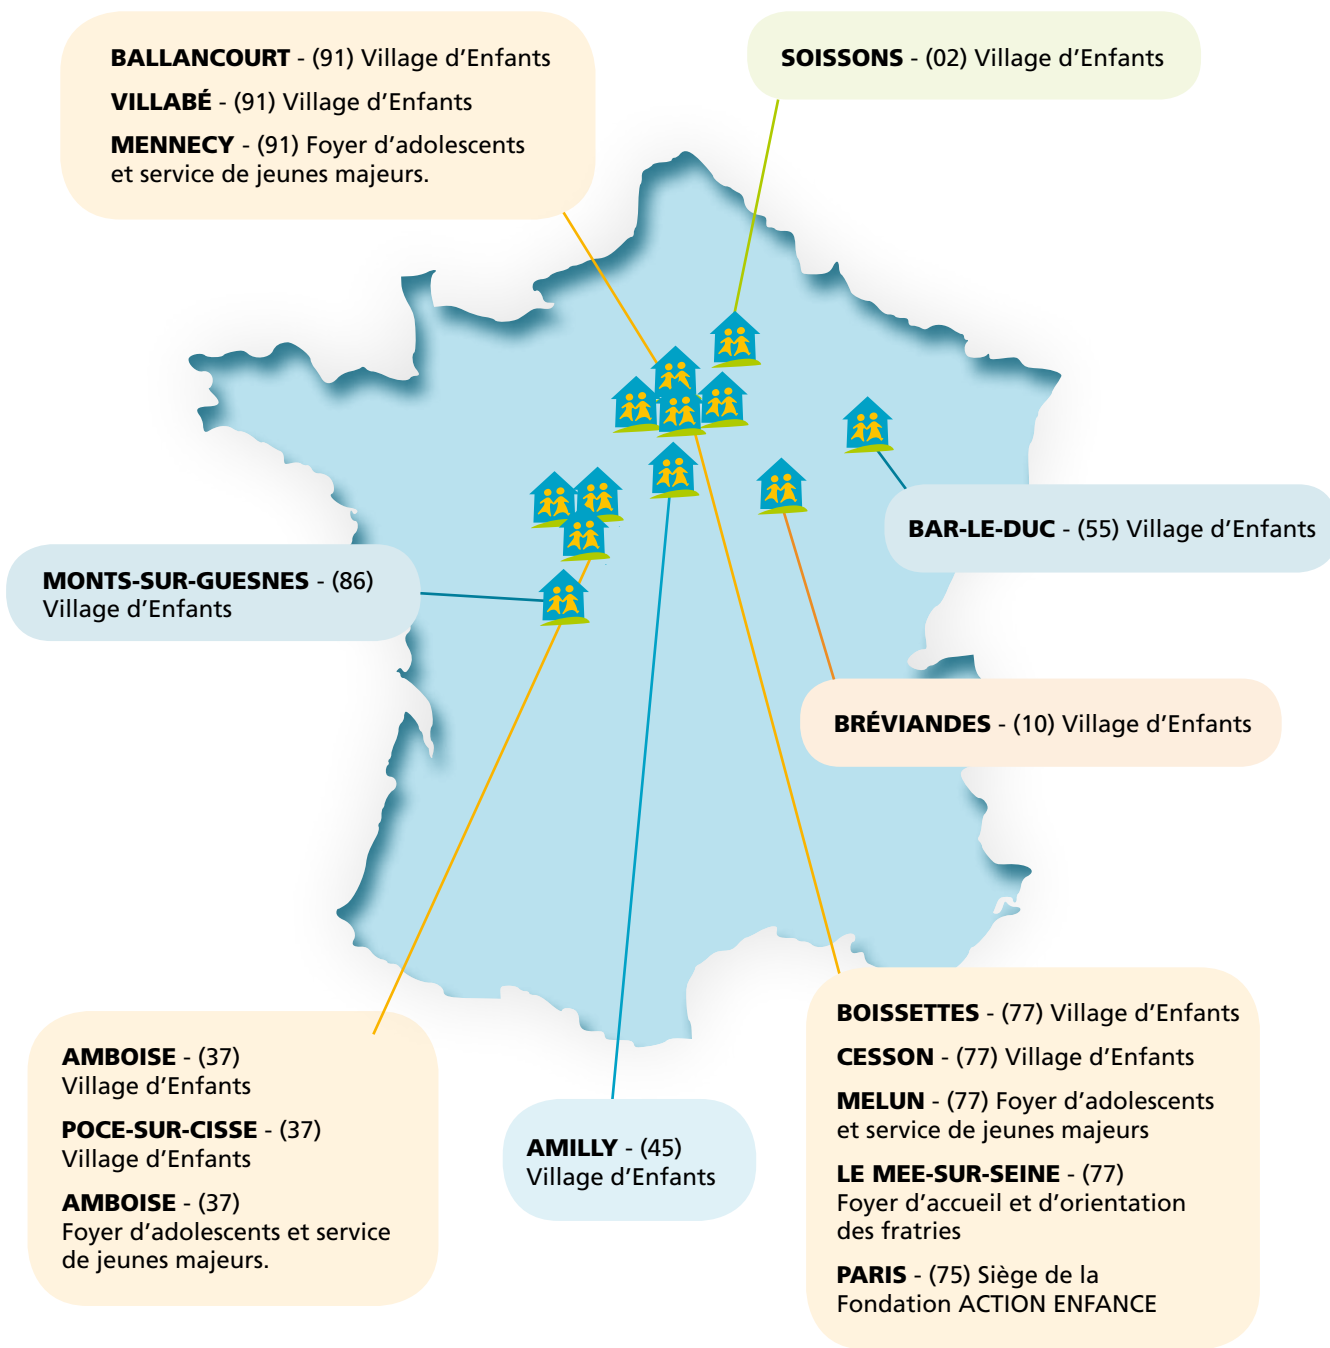 BALLANCOURT - (91) Village d'Enfants
VILLABÉ - (91) Village d'Enfants
MENNECY - (91) Foyer d'adolescents
et service de jeunes majeurs.
SOISSONS - (02) Village d'Enfants
BAR-LE-DUC - (55) Village d'Enfants
MONTS-SUR-GUESNES - (86)
Village d'Enfants
BRÉVIANDES - (10) Village d'Enfants
AMBOISE - (37)
Village d'Enfants
POCE-SUR-CISSE - (37)
Village d'Enfants
AMBOISE - (37)
Foyer d'adolescents et service
de jeunes majeurs.
AMILLY - (45)
Village d'Enfants
BOISSETTES - (77) Village d'Enfants
CESSON - (77) Village d'Enfants
MELUN - (77) Foyer d'adolescents
et service de jeunes majeurs
LE MEE-SUR-SEINE - (77)
Foyer d'accueil et d'orientation
des fratries
PARIS - (75) Siège de la
Fondation ACTION ENFANCE